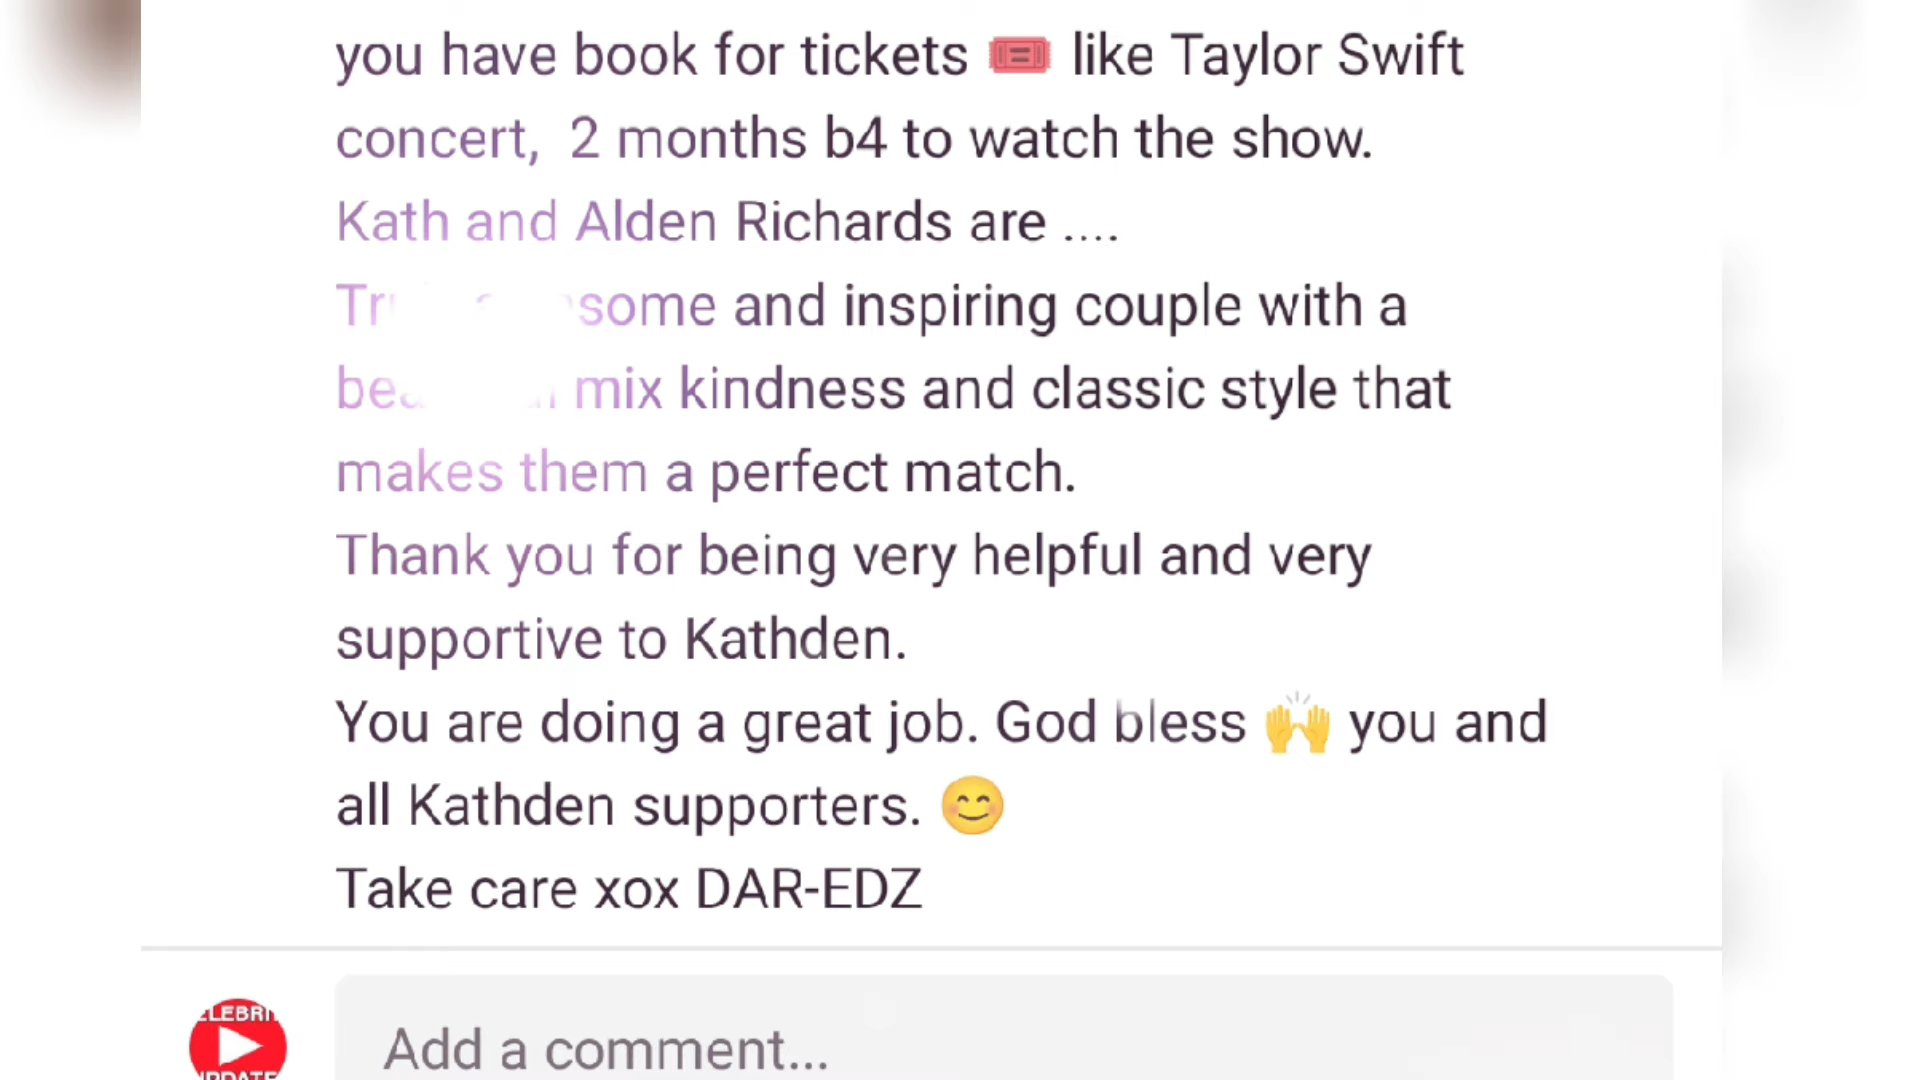 you have book for tickets 🎟️ like Taylor Swift
concert, 2 months b4 to watch the show.
Kath and Alden Richards are ....
and inspiring couple with a
mix kindness and classic style that
makes them a perfect match.
Thank you for being very helpful and very
supportive to Kathden.
You are doing a great job. God bless 🙌 you and
all Kathden supporters. 😊
Take care xox DAR-EDZ
Add a comment...